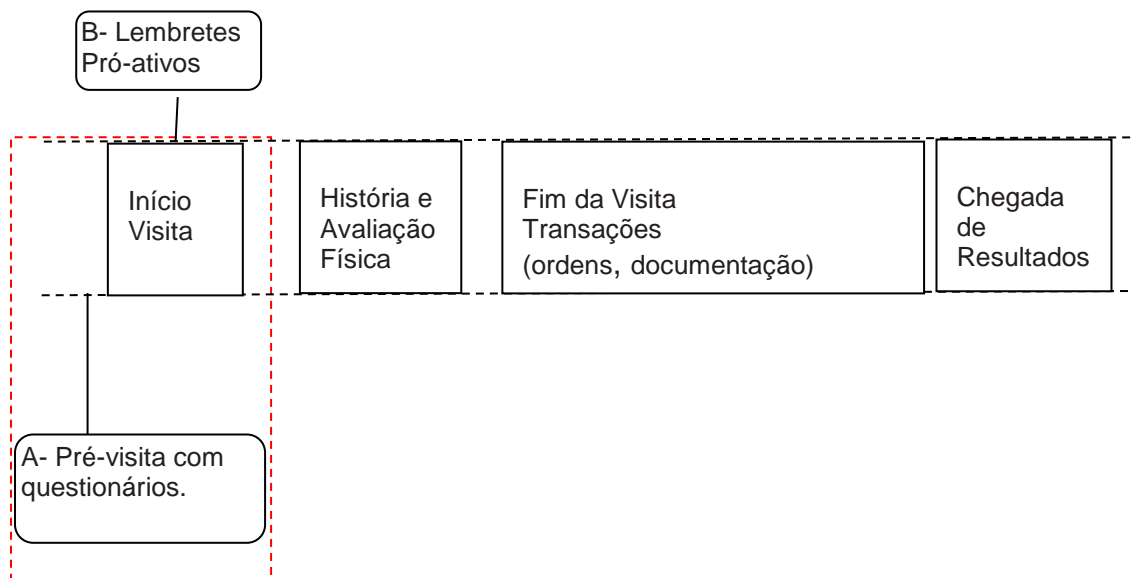 B- Lembretes
Pró-ativos
Início
Visita
História e
Avaliação
Física
Fim da Visita
Transações
(ordens, documentação)
Chegada
de
Resultados
A- Pré-visita com
questionários.